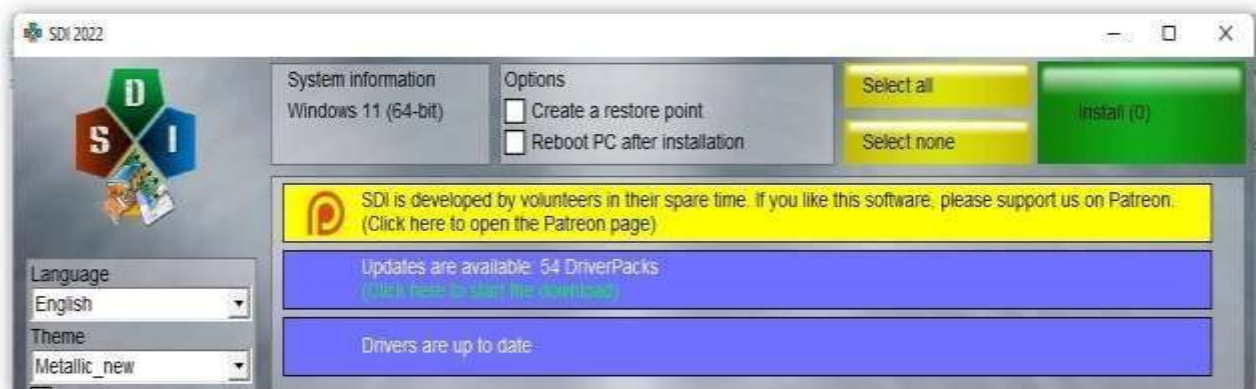 SDI 2022
D
S I
System information
Windows 11 (64-bit)
Options
Create a restore point
Reboot PC after installation
Select all
Select none
Install (0)
SDI is developed by volunteers in their spare time. If you like this software, please support us on Patreon.
(Click here to open the Patreon page)
Updates are available: 54 DriverPacks
(Click here to start the download)
Drivers are up to date
Language
English
Theme
Metallic_new